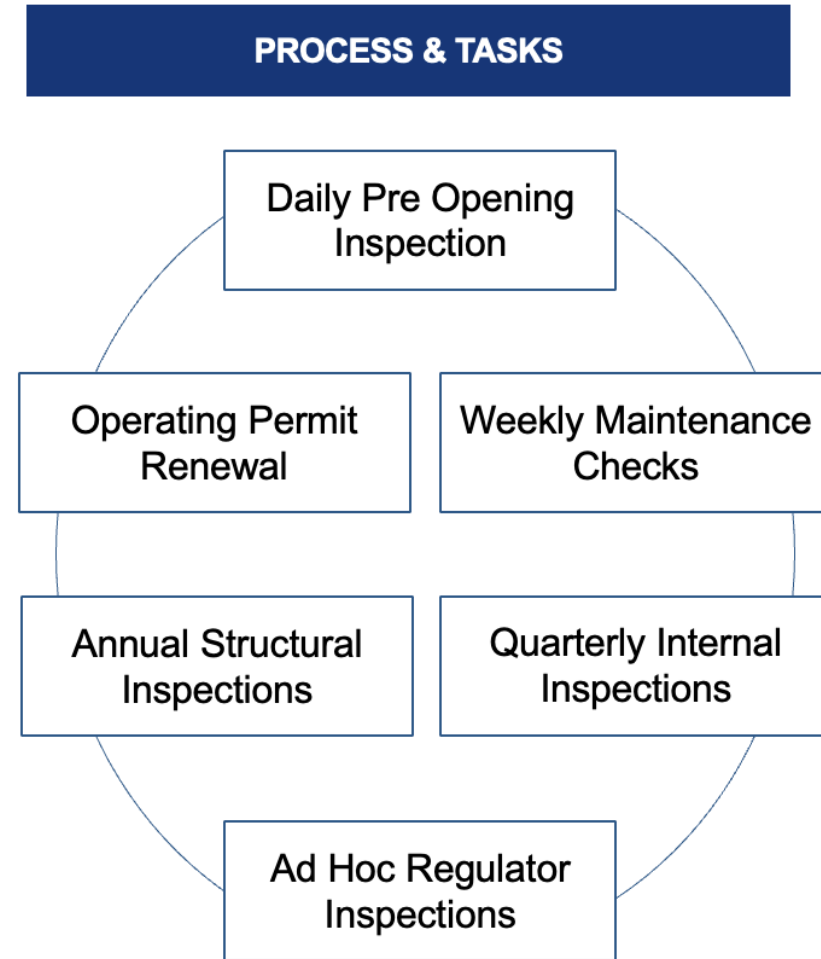 PROCESS & TASKS
Daily Pre Opening
Inspection
Operating Permit
Renewal
Weekly Maintenance
Checks
Annual Structural
Inspections
Quarterly Internal
Inspections
Ad Hoc Regulator
Inspections